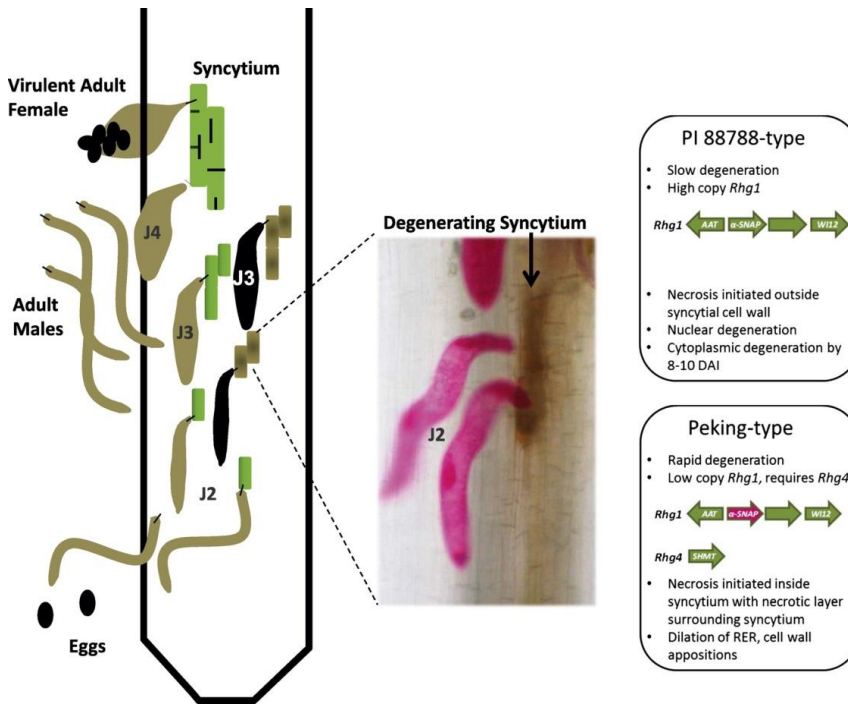 Syncytium
Virulent Adult
Female
J4
J3
J3
Adult
Males
J2
Eggs
Degenerating Syncytium
J2
PI 88788-type
• Slow degeneration
• High copy Rhg1
Rhg1 AAT α-SNAP WI12
• Necrosis initiated outside
syncytial cell wall
• Nuclear degeneration
• Cytoplasmic degeneration by
8-10 DAI
Peking-type
• Rapid degeneration
• Low copy Rhg1, requires Rhg4
Rhg1 AAT α-SNAP WI12
Rhg4 SHMT
• Necrosis initiated inside
syncytium with necrotic layer
surrounding syncytium
• Dilation of RER, cell wall
appositions